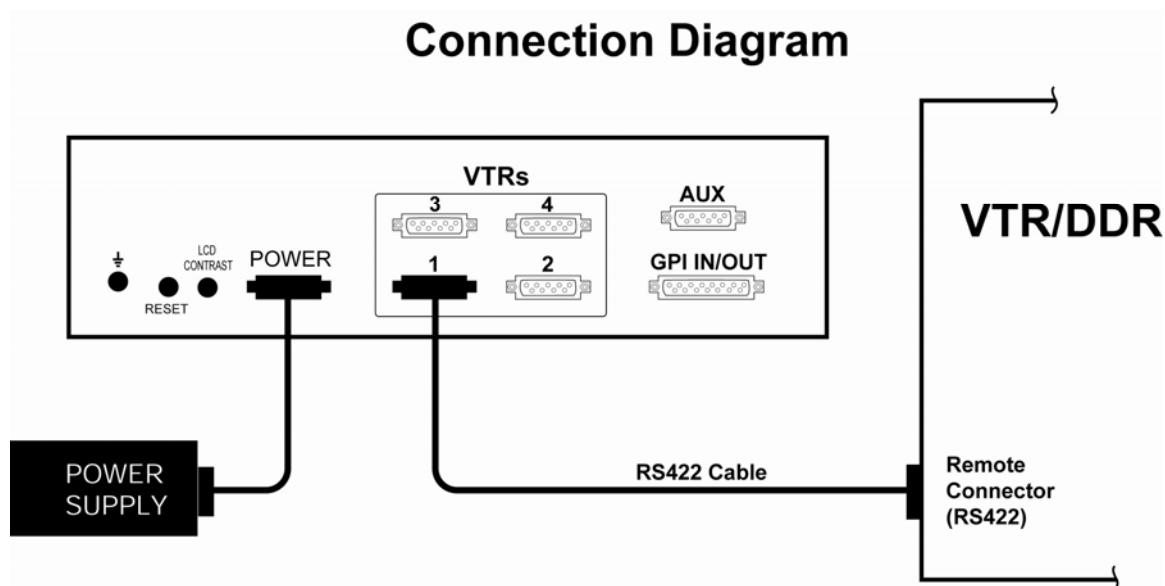 Connection Diagram
VTRs
3
4
AUX
VTR/DDR
LCD
CONTRAST
POWER
1
2
GPI IN/OUT
RESET
POWER
SUPPLY
RS422 Cable
Remote
Connector
(RS422)